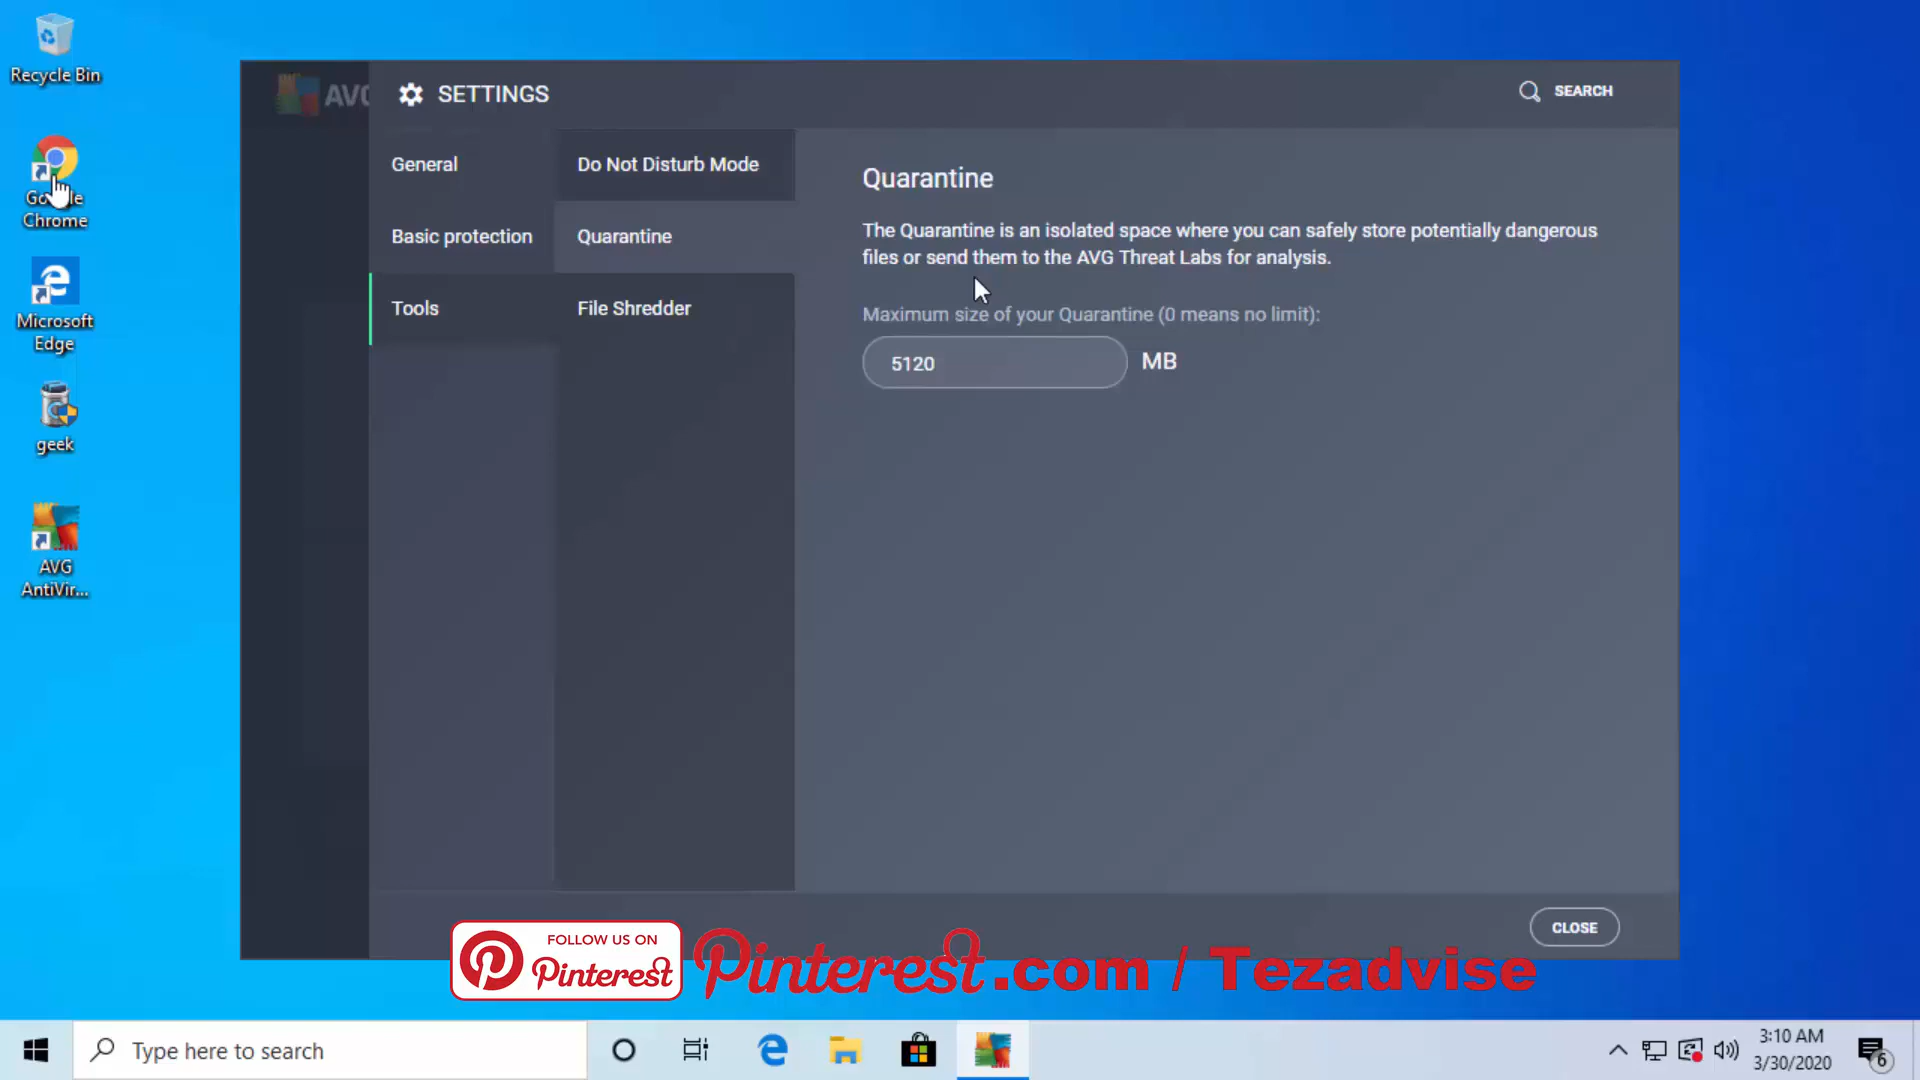 Recycle Bin
Google
Chrome
Microsoft
Edge
geek
AVG
AntiVir...
AVG
SETTINGS
SEARCH
General
Basic protection
Tools
Do Not Disturb Mode
Quarantine
File Shredder
Quarantine
The Quarantine is an isolated space where you can safely store potentially dangerous
files or send them to the AVG Threat Labs for analysis.
Maximum size of your Quarantine (0 means no limit):
5120 MB
CLOSE
FOLLOW US ON
Pinterest
Pinterest.com / Tezadvise
Type here to search
3:10 AM
3/30/2020
6